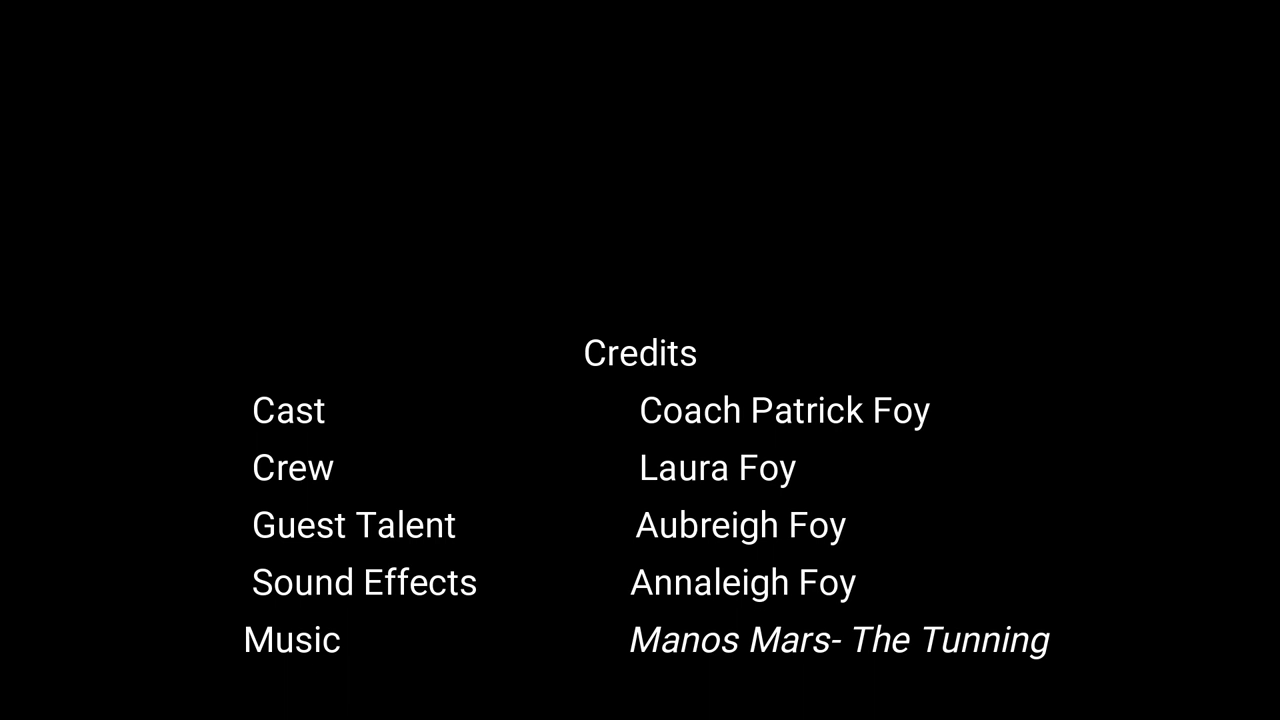 Credits
Cast Coach Patrick Foy
Crew Laura Foy
Guest Talent Aubreigh Foy
Sound Effects Annaleigh Foy
Music Manos Mars- The Tunning